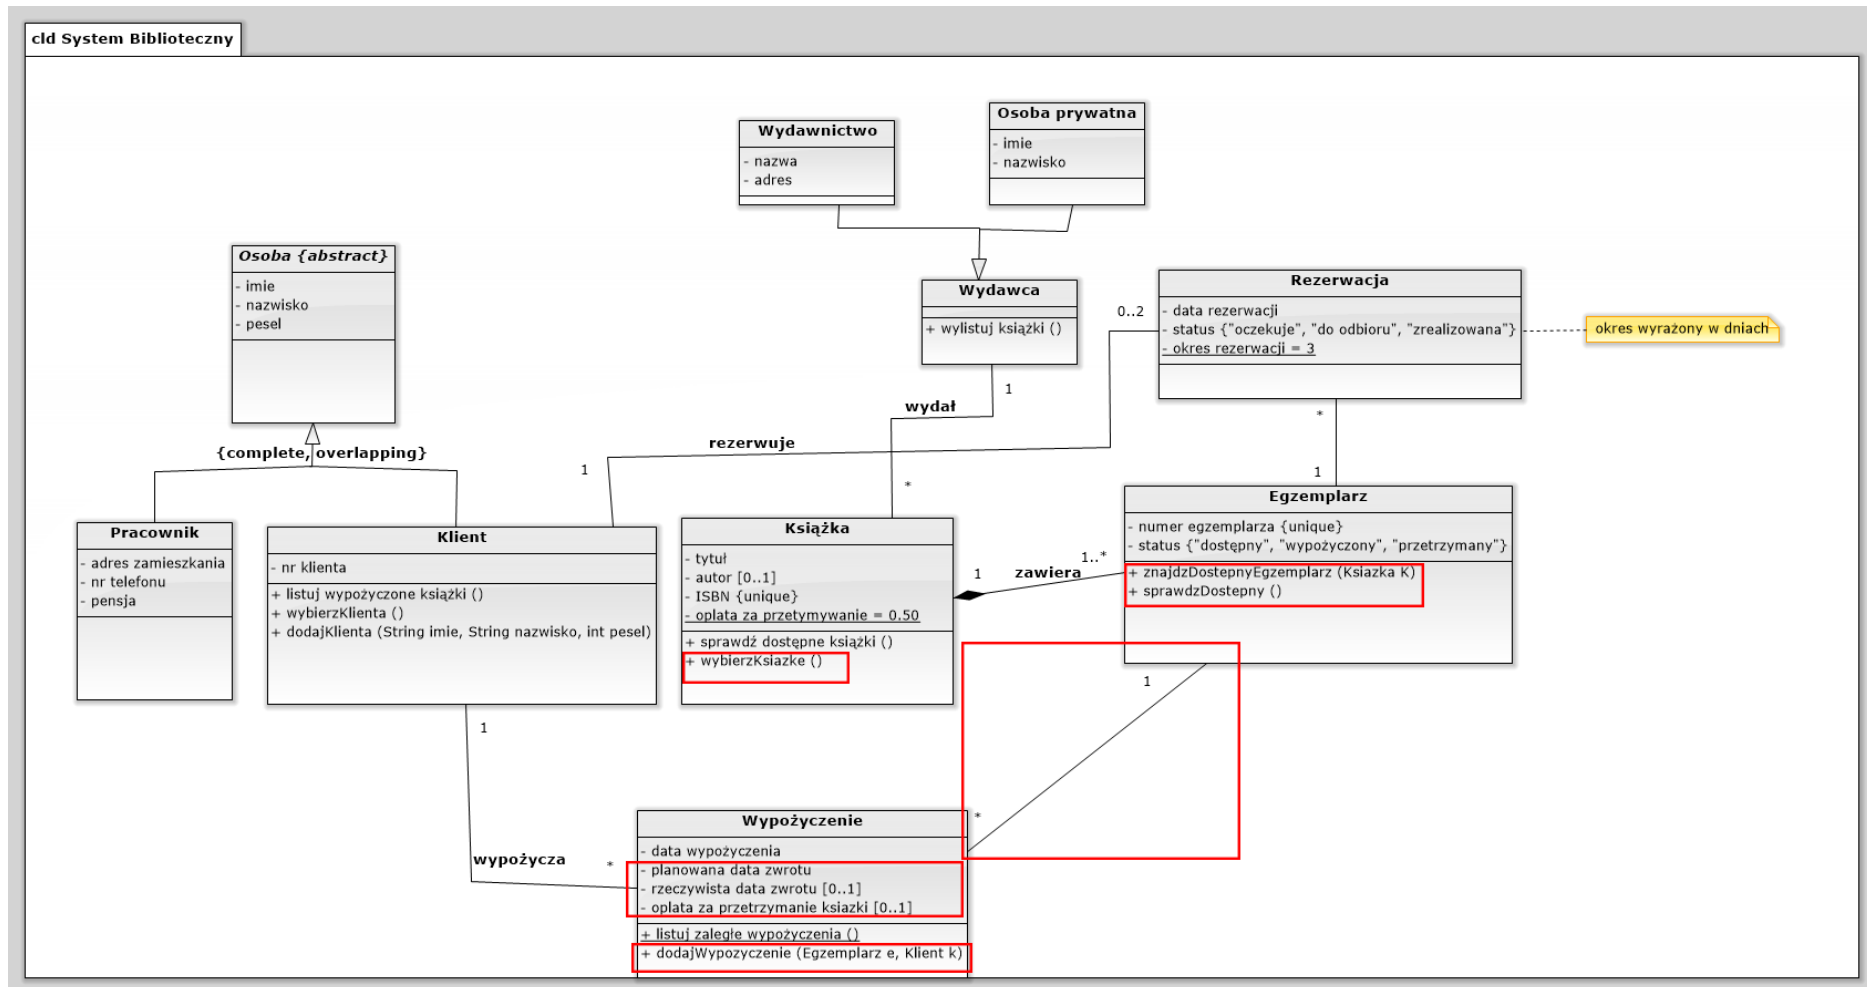 cld System Biblioteczny
Wydawnictwo
- nazwa
- adres
Osoba prywatna
- imie
- nazwisko
Osoba {abstract}
- imie
- nazwisko
- pesel
Wydawca
+ wylistuj książki ()
Rezerwacja
- data rezerwacji
- status {"oczekuje", "do odbioru", "zrealizowana"}
- okres rezerwacji = 3
okres wyrażony w dniach
0..2
1
wydał
*
rezerwuje
1
*
1
{complete, overlapping}
Pracownik
- adres zamieszkania
- nr telefonu
- pensja
Klient
- nr klienta
+ listuj wypożyczone książki ()
+ wybierzKlienta ()
+ dodajKlienta (String imie, String nazwisko, int pesel)
Książka
- tytuł
- autor [0..1]
- ISBN {unique}
- oplata za przetymywanie = 0.50
+ sprawdź dostępne książki ()
+ wybierzKsiazke ()
1
zawiera
1..*
Egzemplarz
- numer egzemplarza {unique}
- status {"dostępny", "wypożyczony", "przetrzymany"}
+ znajdzDostepnyEgzemplarz (Ksiazka K)
+ sprawdzDostepny ()
1
*
1
wypożycza
*
Wypożyczenie
- data wypożyczenia
- planowana data zwrotu
- rzeczywista data zwrotu [0..1]
- oplata za przetrzymanie ksiazki [0..1]
+ listuj zaległe wypożyczenia ()
+ dodajWypozyczenie (Egzemplarz e, Klient k)